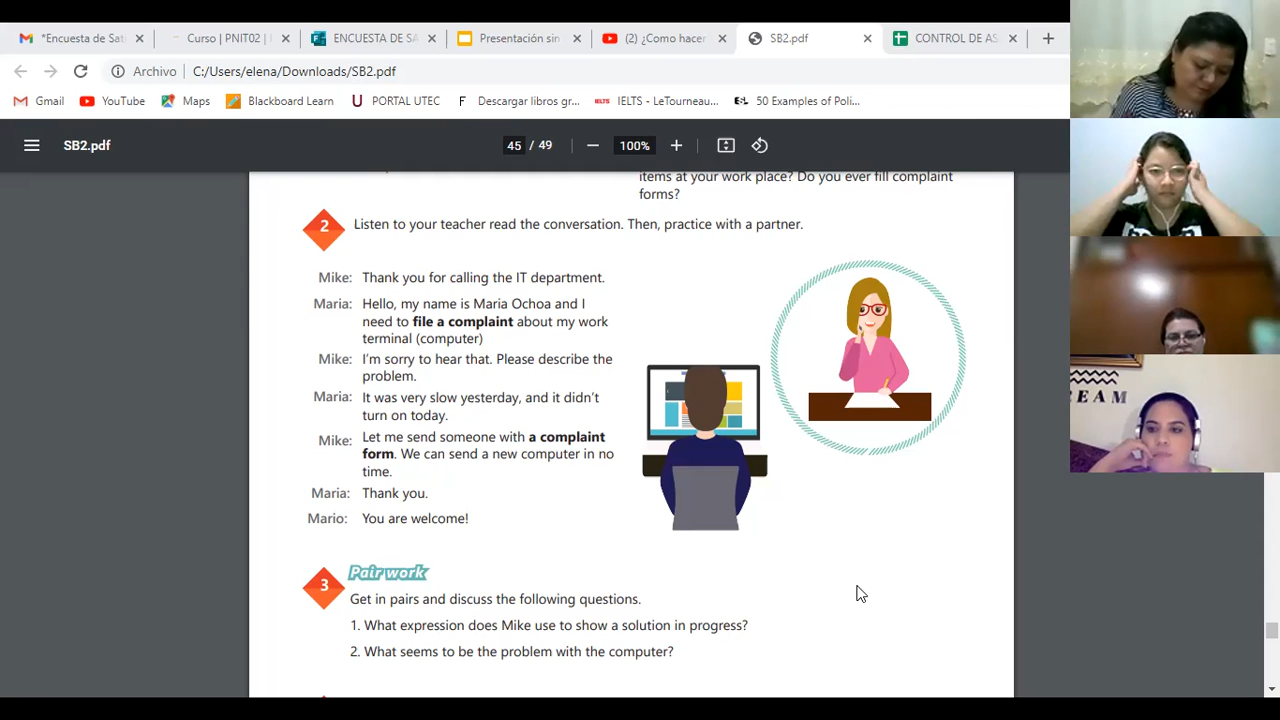 *Encuesta de Sat
Curso | PNIT02 |
ENCUESTA DE SA
Presentación sin
(2) ¿Como hacer
SB2.pdf
CONTROL DE AS
Archivo
C:/Users/elena/Downloads/SB2.pdf
Gmail
YouTube
Maps
Blackboard Learn
PORTAL UTEC
Descargar libros gr...
IELTS - LeTourneau...
50 Examples of Poli...
SB2.pdf
45 / 49
100%
items at your work place? Do you ever fill complaint
forms?
2
Listen to your teacher read the conversation. Then, practice with a partner.
Mike: Thank you for calling the IT department.
Maria: Hello, my name is Maria Ochoa and I
need to file a complaint about my work
terminal (computer)
Mike: I'm sorry to hear that. Please describe the
problem.
Maria: It was very slow yesterday, and it didn't
turn on today.
Mike: Let me send someone with a complaint
form. We can send a new computer in no
time.
Maria: Thank you.
Mario: You are welcome!
3
Pair work
Get in pairs and discuss the following questions.
1. What expression does Mike use to show a solution in progress?
2. What seems to be the problem with the computer?